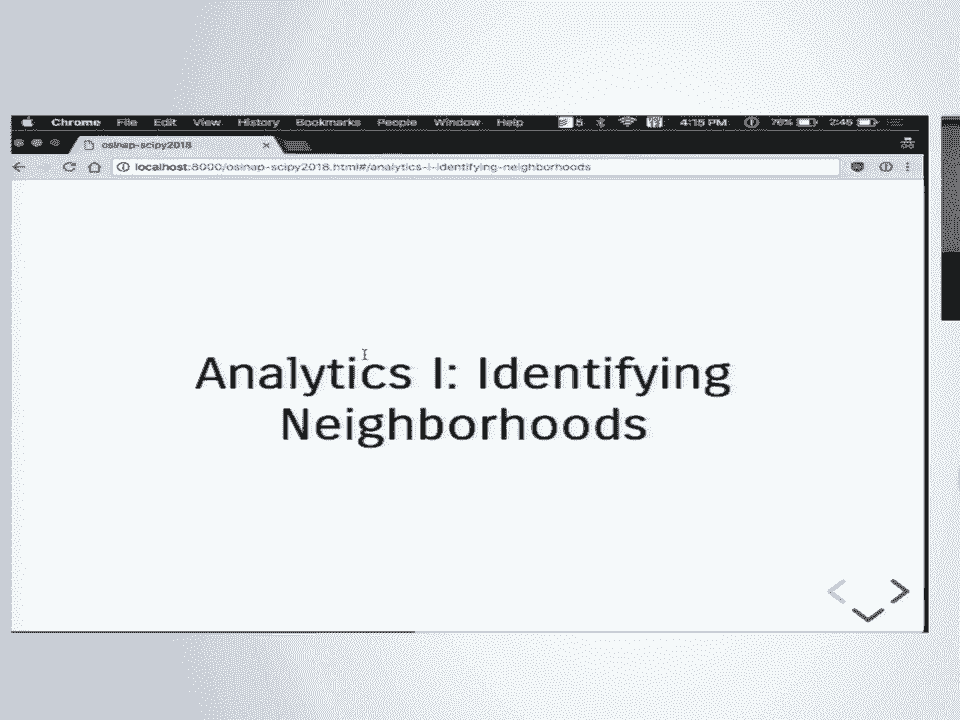 Chrome File Edit View History Bookmarks People Window Help 5 4:15 PM 76% 2:45
osinap-scipy2018
localhost:8000/osinap-scipy2018.html#/analytics-i-identifying-neighborhoods
Analytics I: Identifying
Neighborhoods